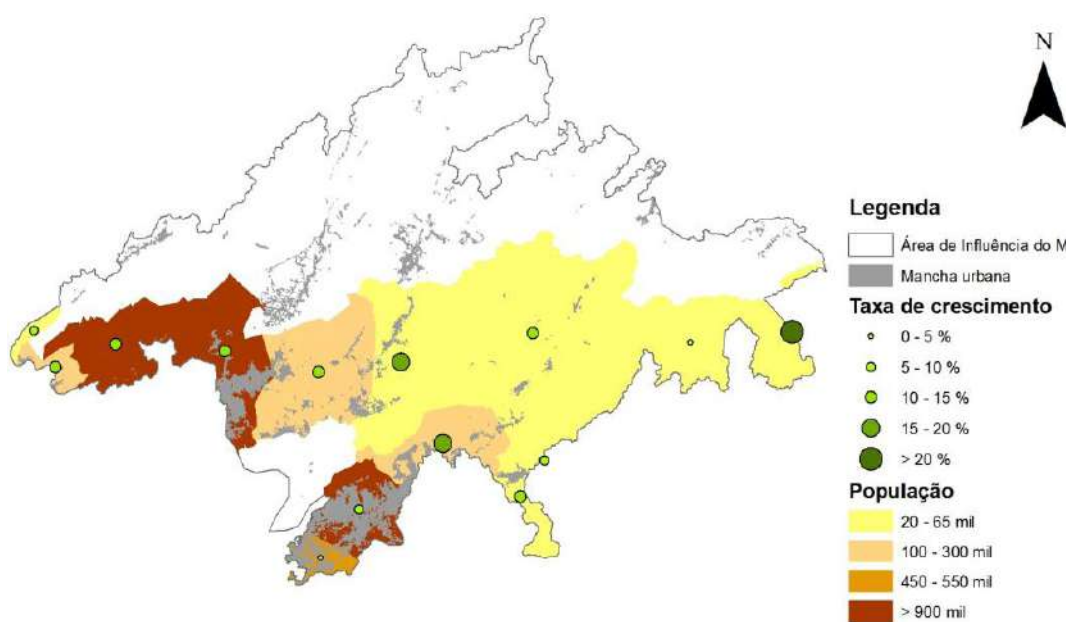 N
Legenda
Área de Influência do M
Mancha urbana
Taxa de crescimento
0 - 5 %
5 - 10 %
10 - 15 %
15 - 20 %
> 20 %
População
20 - 65 mil
100 - 300 mil
450 - 550 mil
> 900 mil